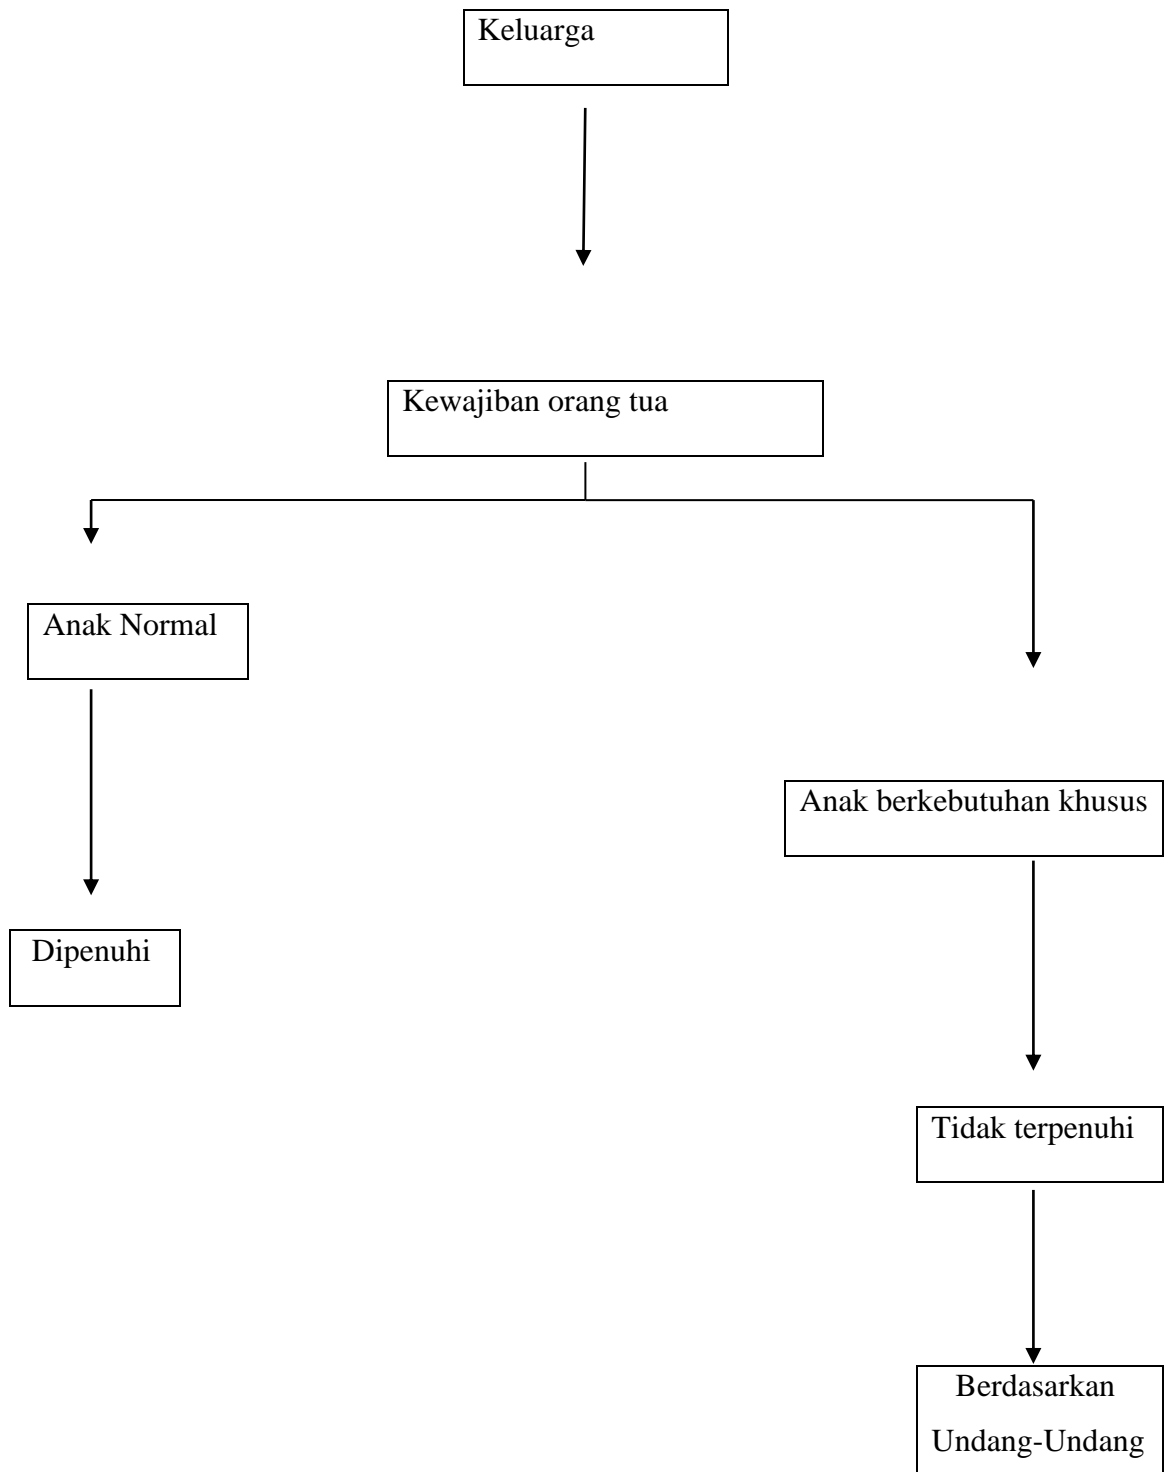 Keluarga
Kewajiban orang tua
Anak Normal
Anak berkebutuhan khusus
Dipenuhi
Tidak terpenuhi
Berdasarkan
Undang-Undang